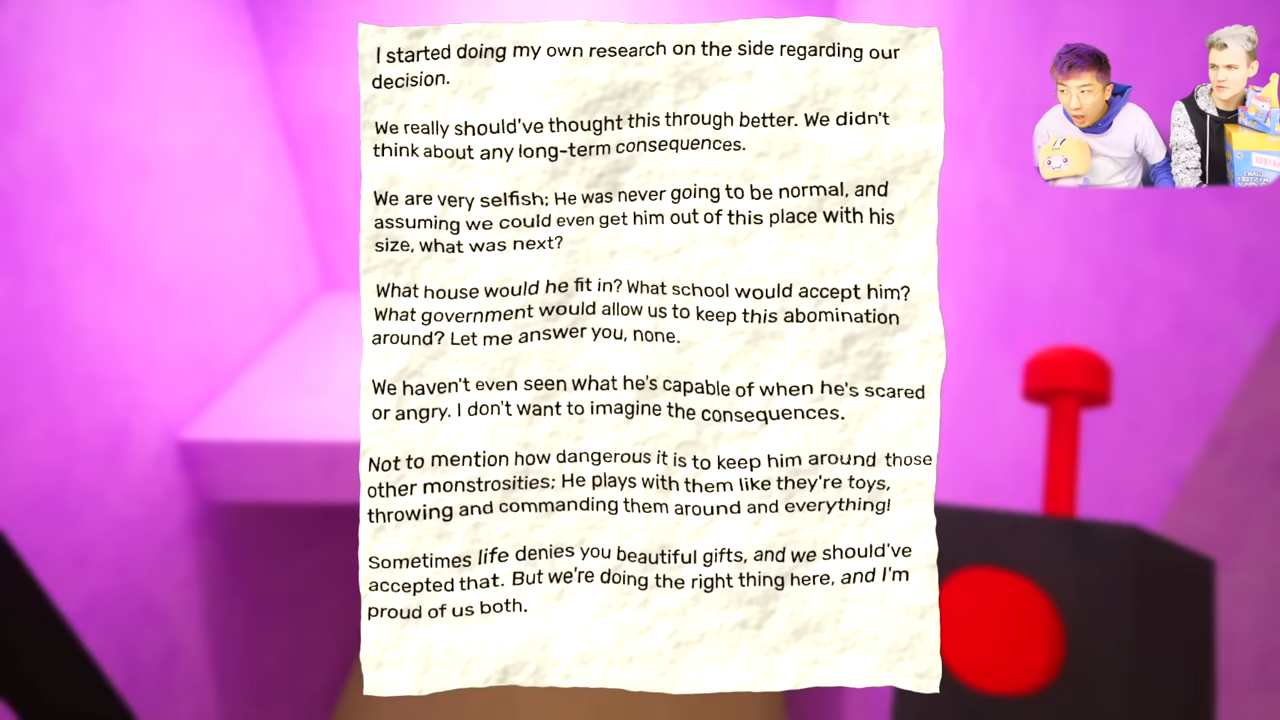 I started doing my own research on the side regarding our
decision.
We really should've thought this through better. We didn't
think about any long-term consequences.
We are very selfish; He was never going to be normal, and
assuming we could even get him out of this place with his
size, what was next?
What house would he fit in? What school would accept him?
What government would allow us to keep this abomination
around? Let me answer you, none.
We haven't even seen what he's capable of when he's scared
or angry. I don't want to imagine the consequences.
Not to mention how dangerous it is to keep him around those
other monstrosities; He plays with them like they're toys,
throwing and commanding them around and everything!
Sometimes life denies you beautiful gifts, and we should've
accepted that. But we're doing the right thing here, and I'm
proud of us both.